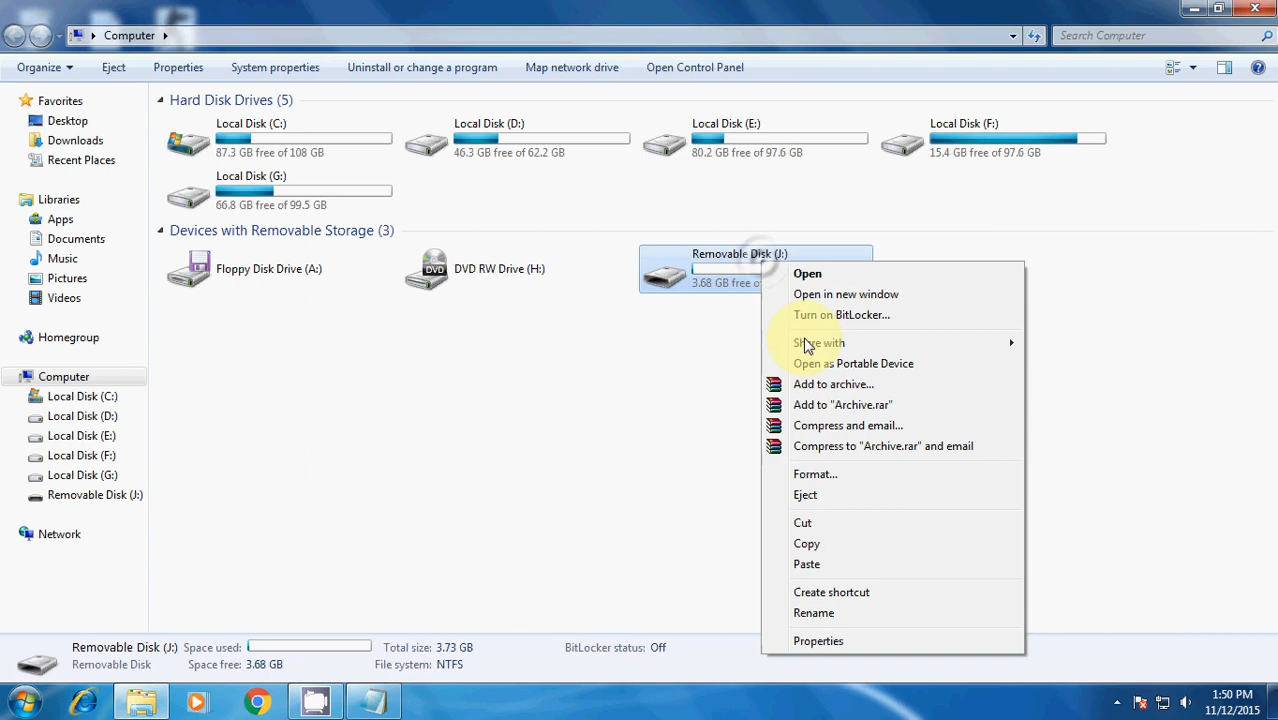 Computer
Search Computer
Organize
Eject
Properties
System properties
Uninstall or change a program
Map network drive
Open Control Panel
Favorites
Desktop
Downloads
Recent Places
Libraries
Apps
Documents
Music
Pictures
Videos
Homegroup
Computer
Local Disk (C:)
Local Disk (D:)
Local Disk (E:)
Local Disk (F:)
Local Disk (G:)
Removable Disk (J:)
Network
Hard Disk Drives (5)
Local Disk (C:)
87.3 GB free of 108 GB
Local Disk (D:)
46.3 GB free of 62.2 GB
Local Disk (E:)
80.2 GB free of 97.6 GB
Local Disk (F:)
15.4 GB free of 97.6 GB
Local Disk (G:)
66.8 GB free of 99.5 GB
Devices with Removable Storage (3)
Floppy Disk Drive (A:)
DVD
DVD RW Drive (H:)
Removable Disk (J:)
3.68 GB free o
Open
Open in new window
Turn on BitLocker...
Share with
Open as Portable Device
Add to archive...
Add to "Archive.rar"
Compress and email...
Compress to "Archive.rar" and email
Format...
Eject
Cut
Copy
Paste
Create shortcut
Rename
Properties
Removable Disk (J:)
Removable Disk
Space used:
Space free: 3.68 GB
Total size: 3.73 GB
File system: NTFS
BitLocker status: Off
1:50 PM
11/12/2015